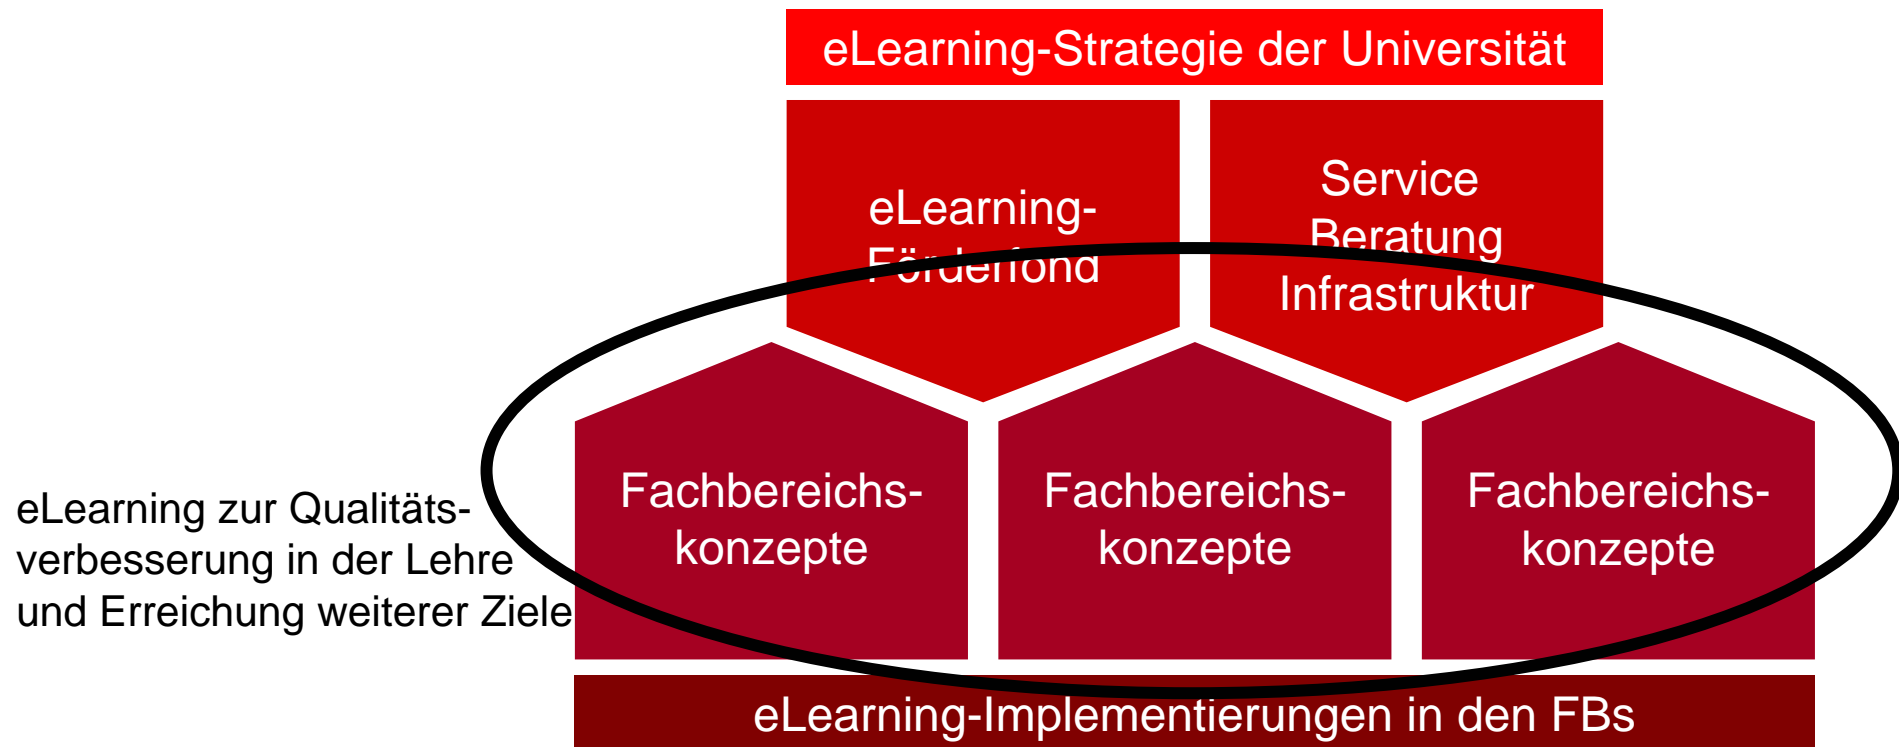 eLearning-Strategie der Universität
eLearning-
Förderfond
Service
Beratung
Infrastruktur
Fachbereichs-
konzepte
Fachbereichs-
konzepte
Fachbereichs-
konzepte
eLearning zur Qualitäts-
verbesserung in der Lehre
und Erreichung weiterer Ziele
eLearning-Implementierungen in den FBs